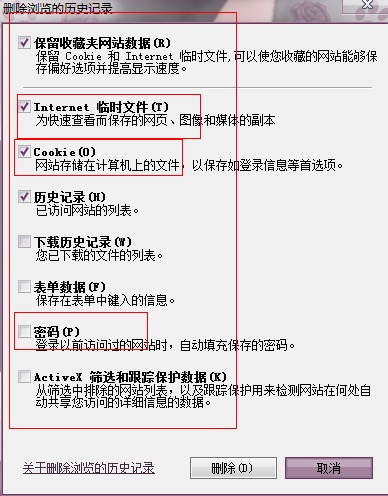 删除浏览的历史记录
保留收藏夹网站数据(R)
保留 Cookie 和 Internet 临时文件,可以使您收藏的网站能够保
存偏好选项并提高显示速度。
Internet 临时文件(T)
为快速查看而保存的网页、图像和媒体的副本
Cookie(O)
网站存储在计算机上的文件，以保存如登录信息等首选项。
历史记录(H)
已访问网站的列表。
下载历史记录(W)
您已下载的文件的列表。
表单数据(F)
保存在表单中键入的信息。
密码(P)
登录以前访问过的网站时，自动填充保存的密码。
ActiveX 筛选和跟踪保护数据(K)
从筛选中排除的网站列表，以及跟踪保护用来检测网站在何处自
动共享您访问的详细信息的数据。
关于删除浏览的历史记录
删除(D)
取消